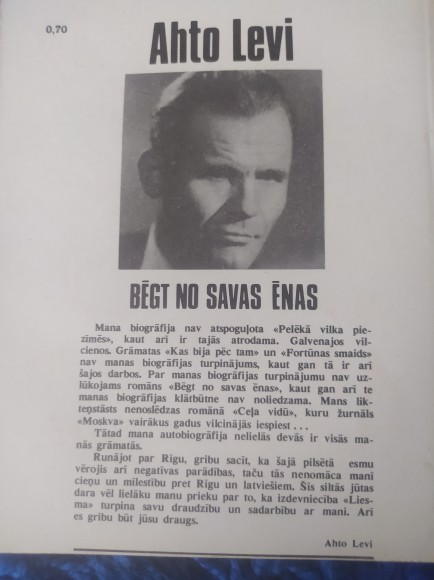 0,70
Ahto Levi
BĒGT NO SAVAS ĒNAS
Mana biogrāfija nav atspoguļota «Pelēkā vilka pie-
zīmēs», kaut arī ir tajās atrodama. Galvenajos vil-
cienos. Grāmatas «Kas bija pēc tam» un «Fortūnas smaids»
nav manas biogrāfijas turpinājums, kaut gan tā ir arī
šajos darbos. Par manas biogrāfijas turpinājumu nav uz-
lūkojams romāns «Bēgt no savas ēnas», kaut gan arī te
manas biogrāfijas klātbūtne nav noliedzama. Mans lik-
teņstāsts nenoslēdzas romānā «Ceļa vidū», kuru žurnāls
«Moskva» vairākus gadus vilcinājās iespiest . . .
Tātad mana autobiogrāfija nelielās devās ir visās ma-
nās grāmatās.
Runājot par Rīgu, gribu sacīt, ka šajā pilsētā esmu
vērojis arī negatīvas parādības, taču tās nenomāca manī
cieņu un mīlestību pret Rīgu un latviešiem. Šis siltās jūtas
dara vēl lielāku manu prieku par to, ka izdevniecība «Lies-
ma» turpina savu draudzību un sadarbību ar mani. Arī
es gribu būt jūsu draugs.
Ahto Levi